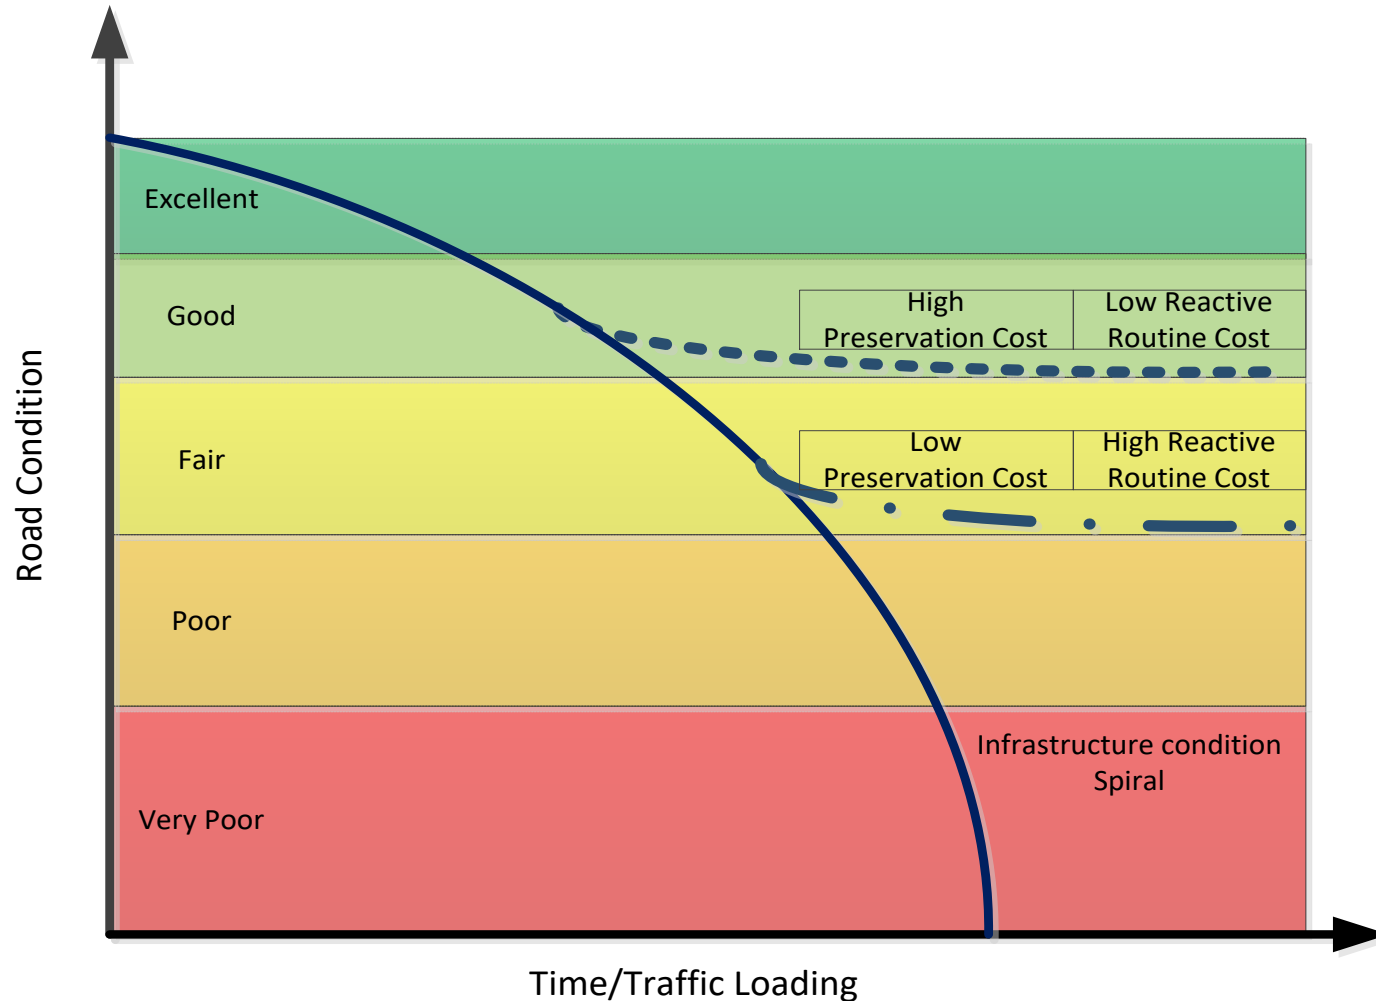 Excellent
Good
High
Preservation Cost
Low Reactive
Routine Cost
Fair
Low
Preservation Cost
High Reactive
Routine Cost
Poor
Infrastructure condition
Spiral
Very Poor
Road Condition
Time/Traffic Loading